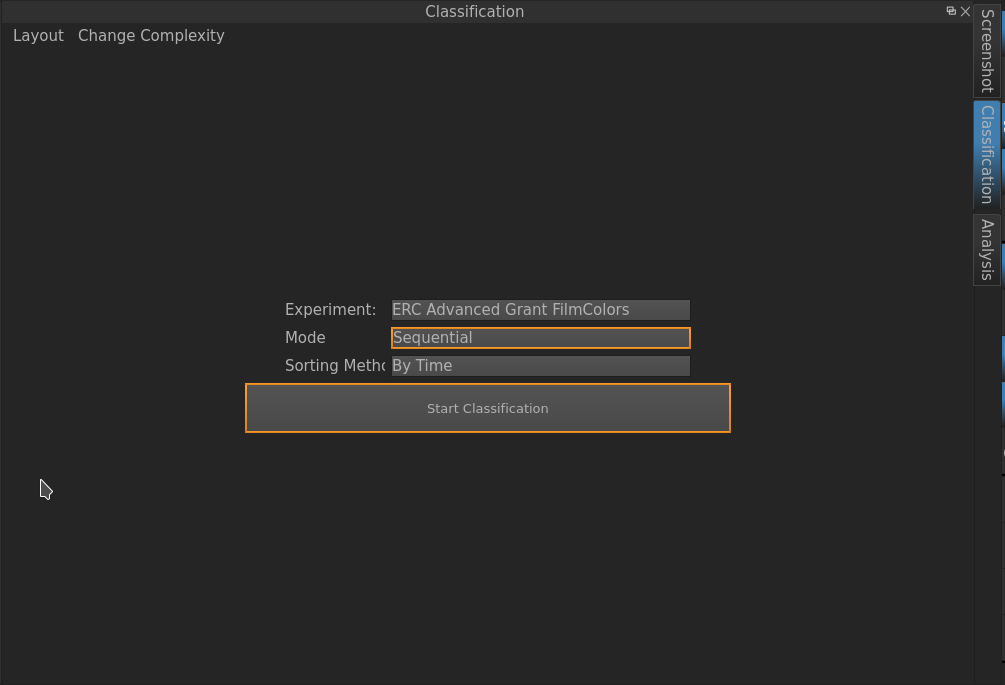 Classification
Layout Change Complexity
Experiment: ERC Advanced Grant FilmColors
Mode Sequential
Sorting Metho By Time
Start Classification
Screenshot
Classification
Analysis